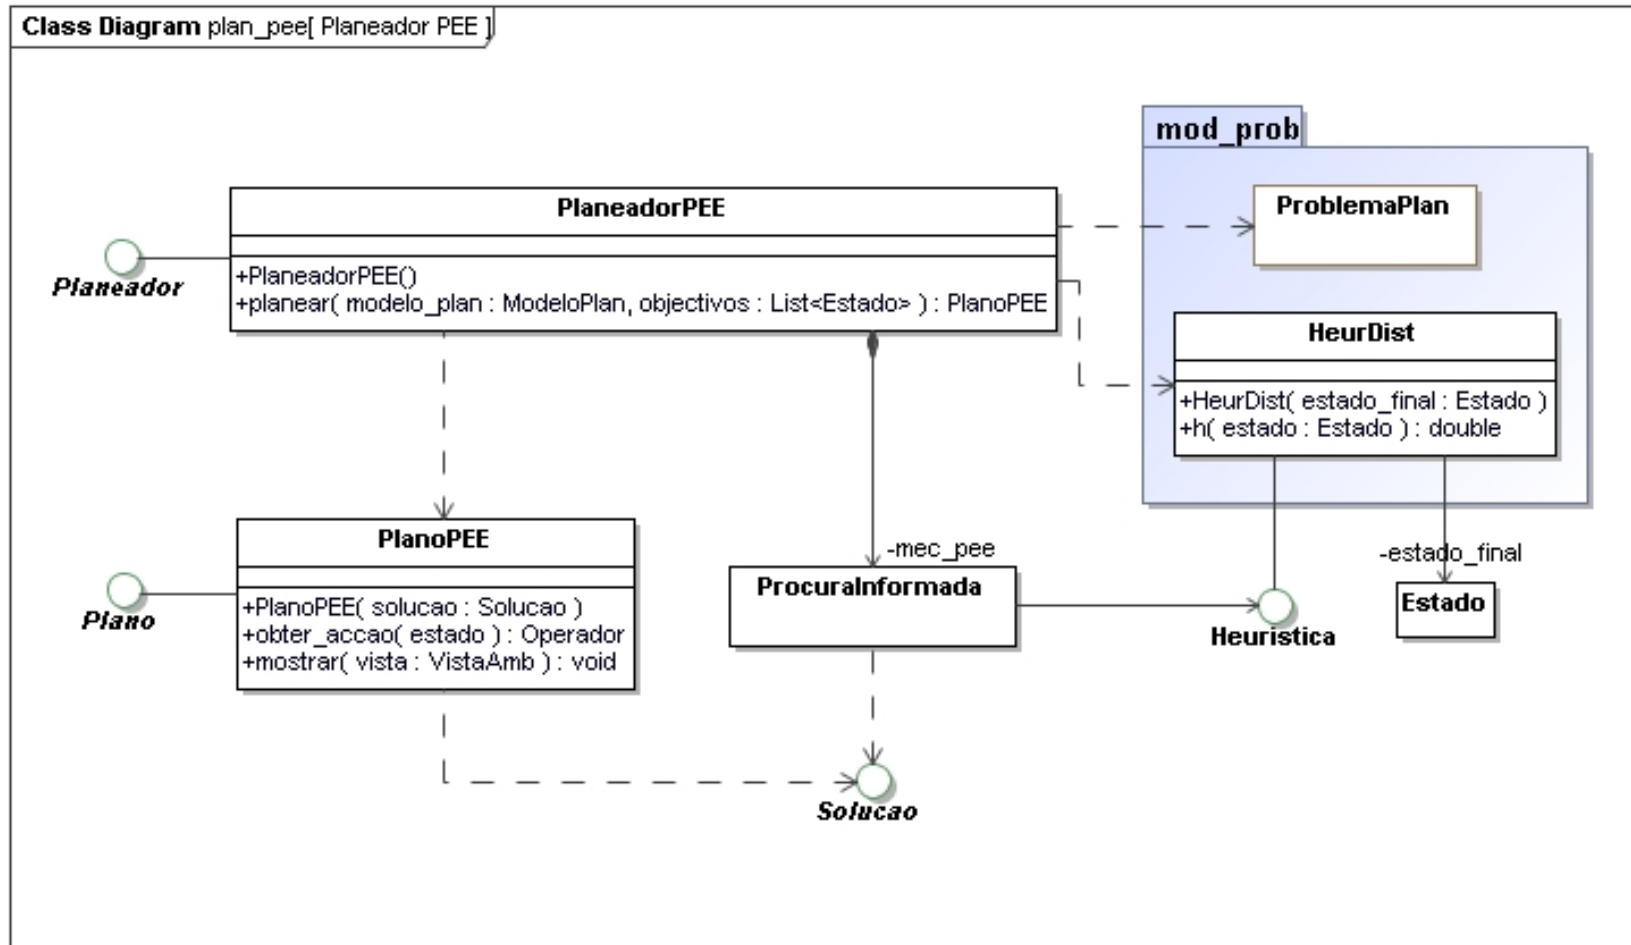 Class Diagram plan_pee[ Planeador PEE ]
mod_prob
PlaneadorPEE
ProblemaPlan
Planeador
+PlaneadorPEE()
+planear( modelo_plan : ModeloPlan, objectivos : List<Estado> ) : PlanoPEE
HeurDist
+HeurDist( estado_final : Estado )
+h( estado : Estado ) : double
PlanoPEE
-mec_pee
-estado_final
ProcuraInformada
Estado
Plano
+PlanoPEE( solucao : Solucao )
+obter_accao( estado ) : Operador
+mostrar( vista : VistaAmb ) : void
Heuristica
Solucao